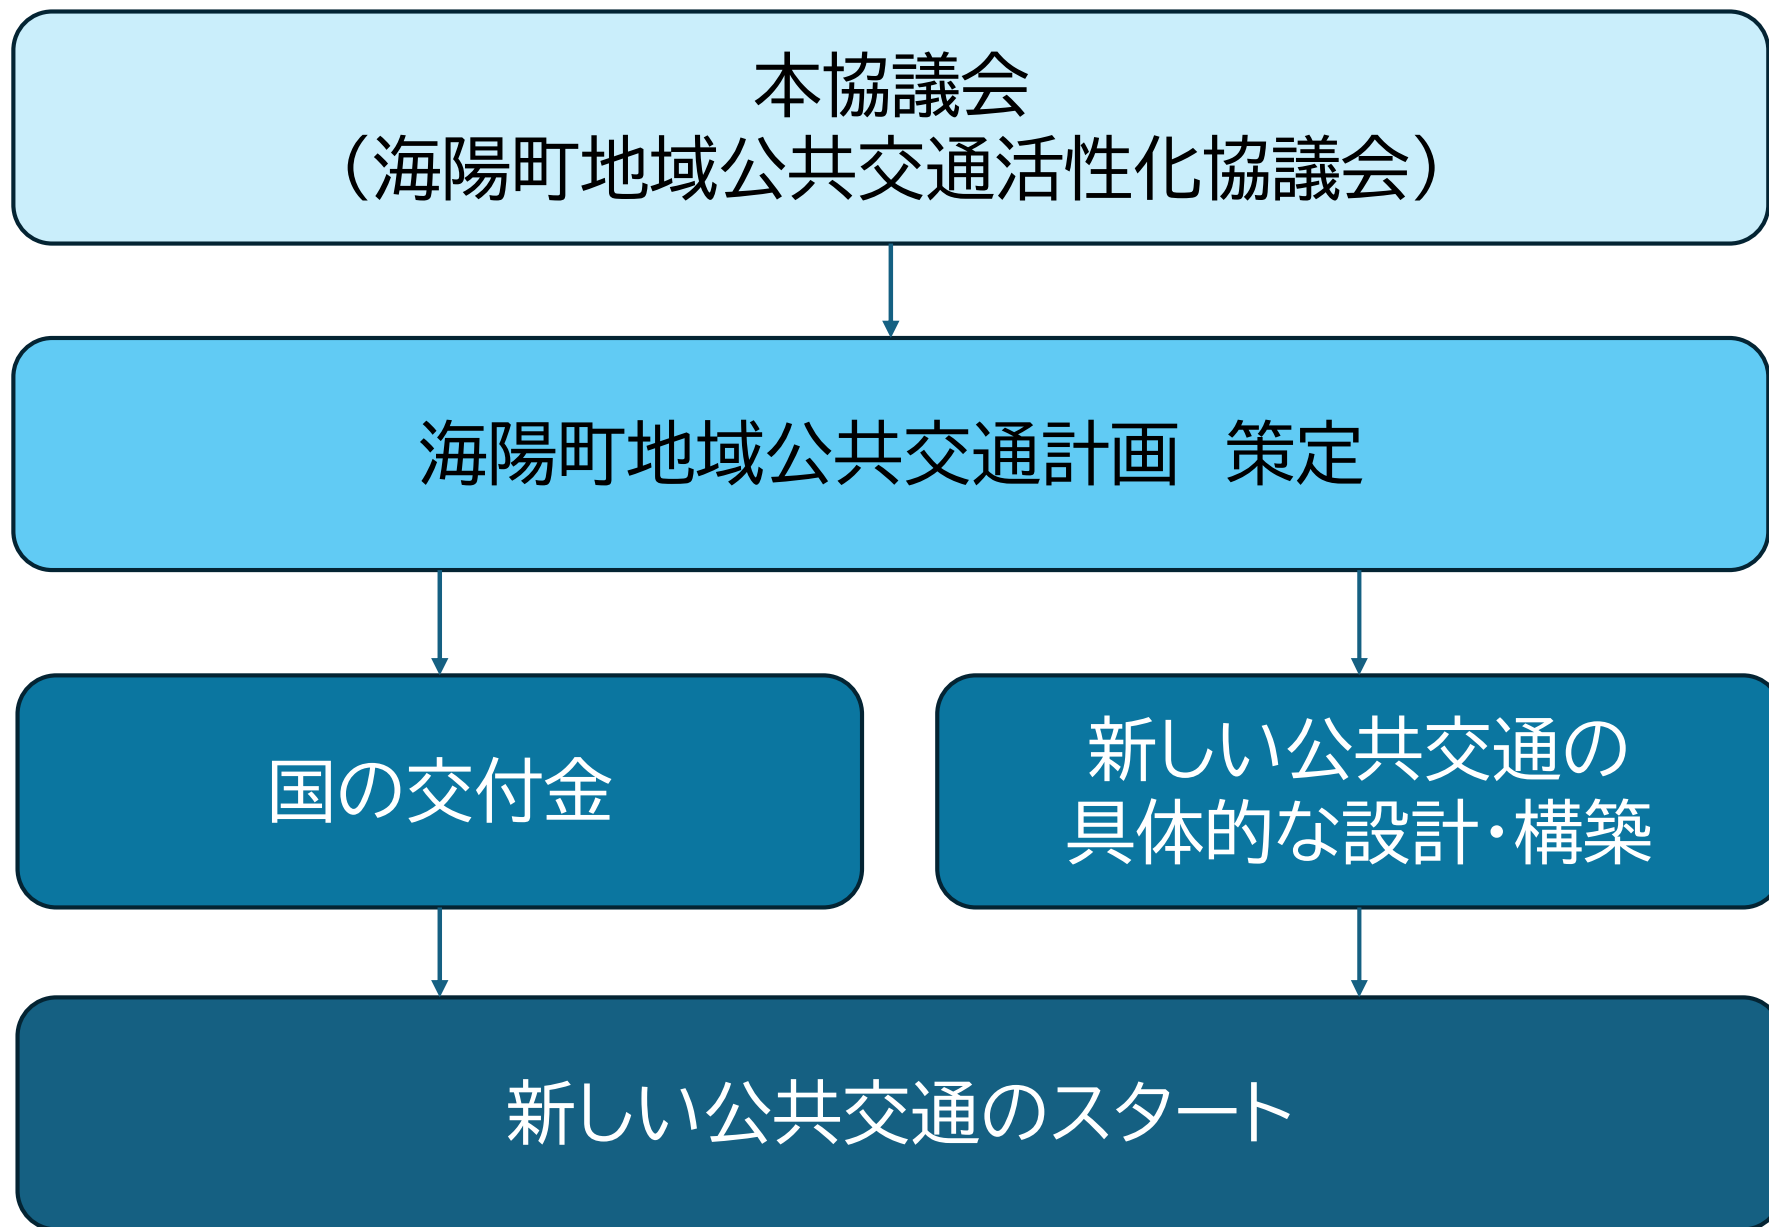 本協議会
（海陽町地域公共交通活性化協議会）
海陽町地域公共交通計画　策定
国の交付金
新しい公共交通の
具体的な設計・構築
新しい公共交通のスタート